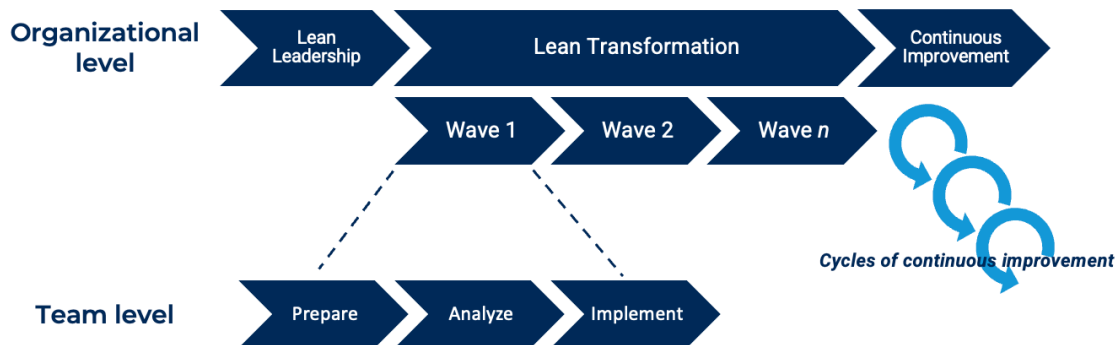 Organizational
level
Lean
Leadership
Lean Transformation
Continuous
Improvement
Wave 1
Wave 2
Wave n
Cycles of continuous improvement
Team level
Prepare
Analyze
Implement